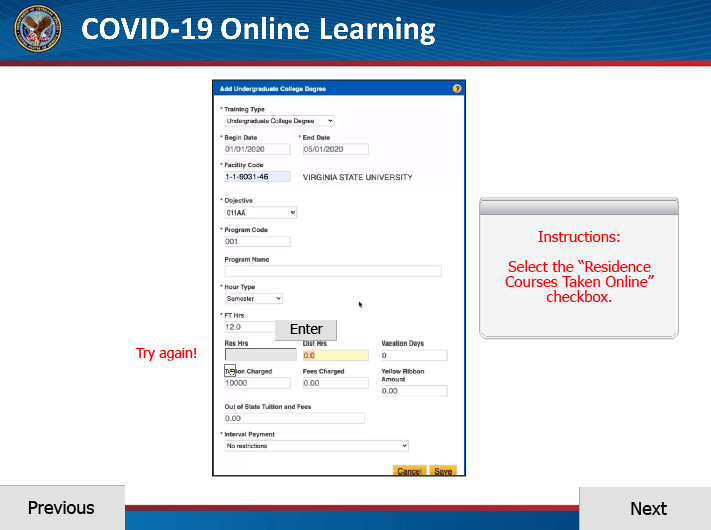 COVID-19 Online Learning
Add Undergraduate College Degree
?
* Training Type
Undergraduate College Degree
* Begin Date * End Date
01/01/2020 05/01/2020
* Facility Code
1-1-9031-46 VIRGINIA STATE UNIVERSITY
* Objective
011AA
* Program Code
001
Program Name
* Hour Type
Semester
* FT Hrs
12.0
Enter
Res Hrs Dist Hrs Vacation Days
0.0 0
Tuition Charged Fees Charged Yellow Ribbon
Amount
10000 0.00
0.00
Out of State Tuition and Fees
0.00
* Interval Payment
No restrictions
Cancel Save
Try again!
Instructions:
Select the “Residence
Courses Taken Online”
checkbox.
Previous
Next